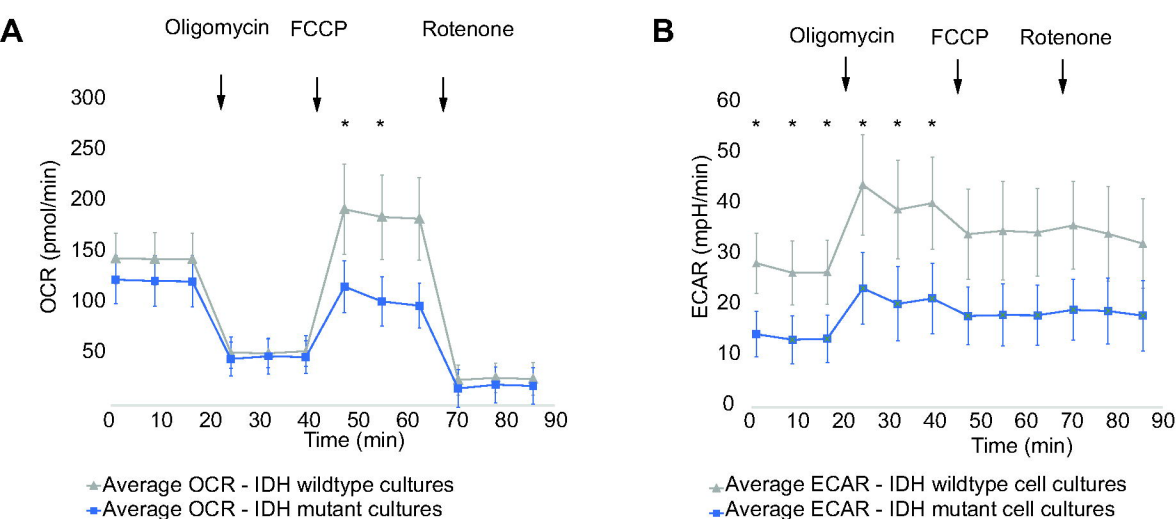 A
Oligomycin FCCP Rotenone
300
250
200
150
100
50
OCR (pmol/min)
* *
0 10 20 30 40 50 60 70 80 90
Time (min)
Average OCR - IDH wildtype cultures
Average OCR - IDH mutant cultures
B
Oligomycin FCCP Rotenone
60
50
40
30
20
10
0
ECAR (mpH/min)
* * * * * *
0 10 20 30 40 50 60 70 80 90
Time (min)
Average ECAR - IDH wildtype cell cultures
Average ECAR - IDH mutant cell cultures